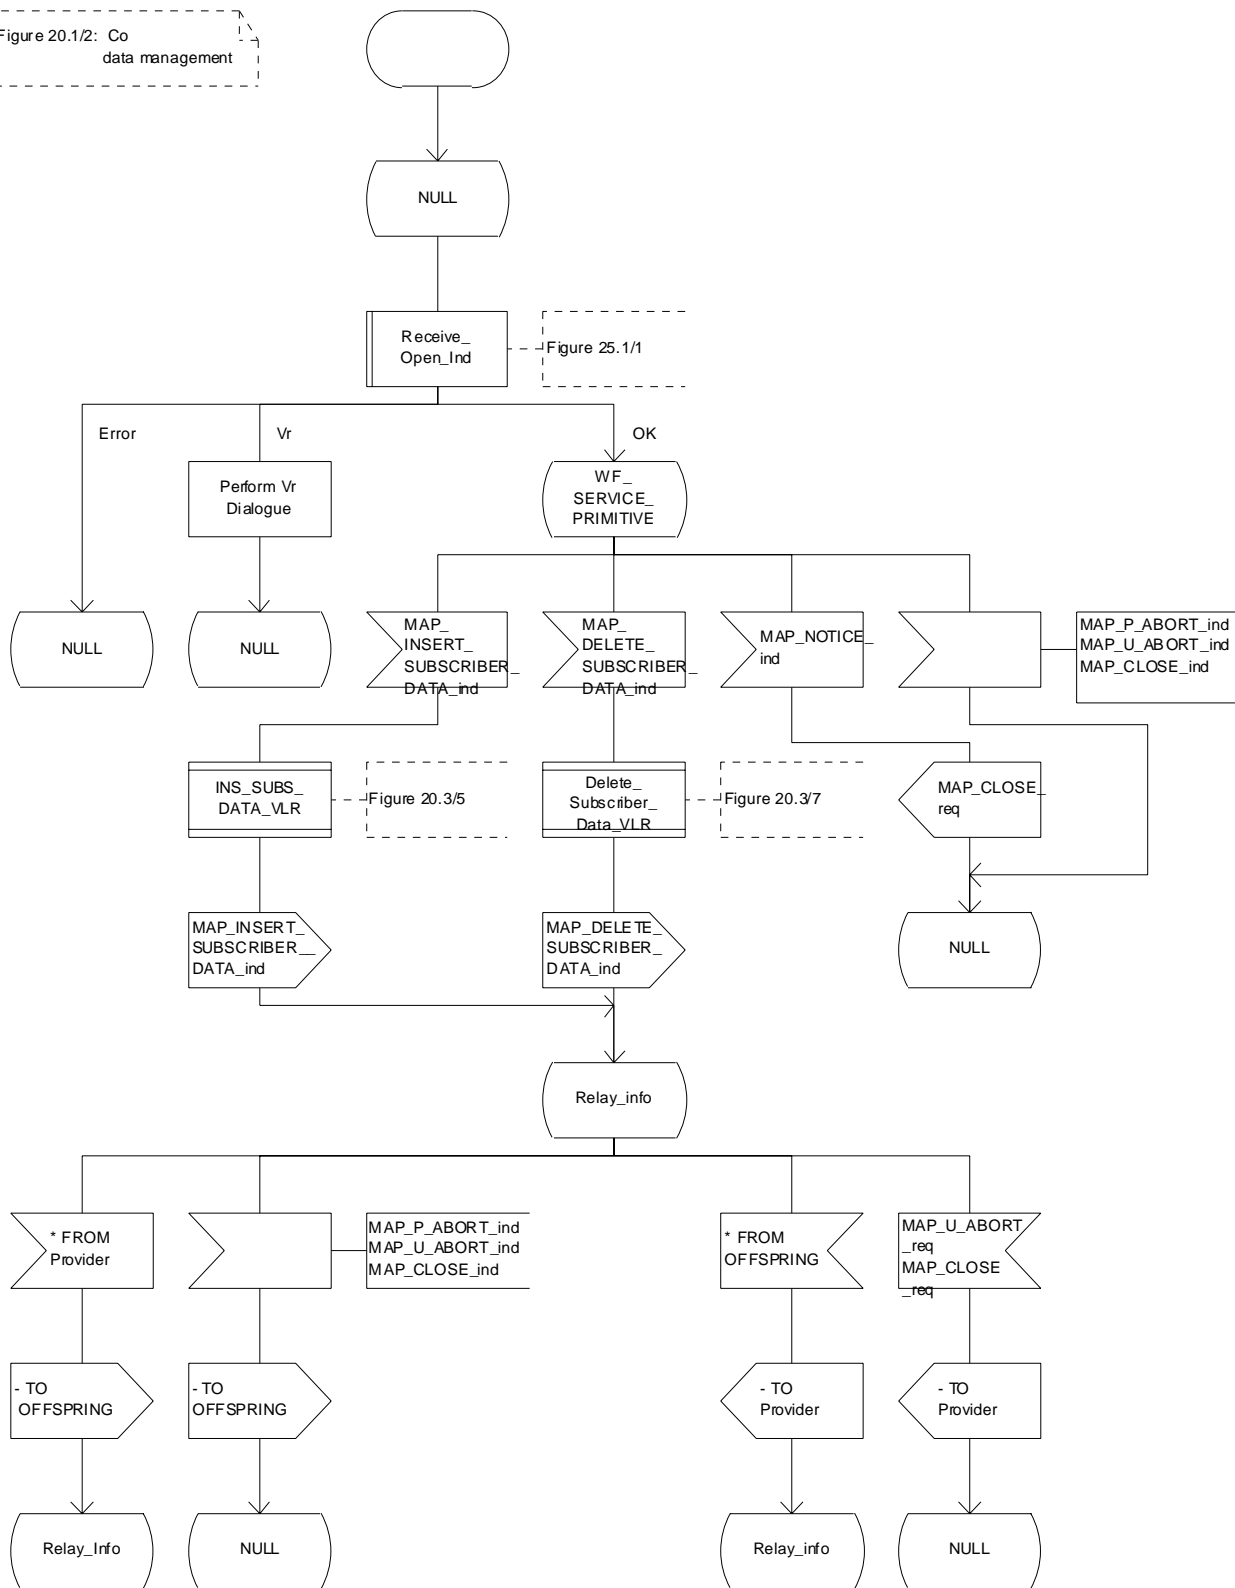 Figure 20.1/2: Co
data management
NULL
Receive_
Open_Ind
Figure 25.1/1
Error
Vr
OK
Perform Vr
Dialogue
WF_
SERVICE_
PRIMITIVE
NULL
NULL
MAP_
INSERT_
SUBSCRIBER_
DATA_ind
MAP_
DELETE_
SUBSCRIBER_
DATA_ind
MAP_NOTICE_
ind
MAP_P_ABORT_ind
MAP_U_ABORT_ind
MAP_CLOSE_ind
INS_SUBS_
DATA_VLR
Figure 20.3/5
Delete_
Subscriber_
Data_VLR
Figure 20.3/7
MAP_CLOSE_
req
MAP_INSERT_
SUBSCRIBER__
DATA_ind
MAP_DELETE_
SUBSCRIBER_
DATA_ind
NULL
Relay_info
* FROM
Provider
MAP_P_ABORT_ind
MAP_U_ABORT_ind
MAP_CLOSE_ind
* FROM
OFFSPRING
MAP_U_ABORT
_req
MAP_CLOSE
_req
- TO
OFFSPRING
- TO
OFFSPRING
- TO
Provider
- TO
Provider
Relay_Info
NULL
Relay_info
NULL